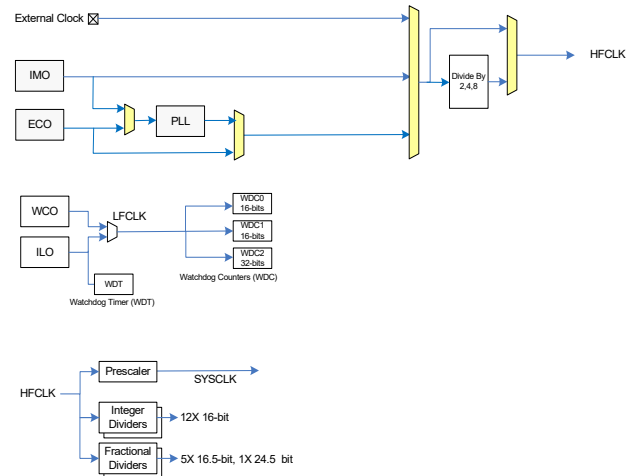 External Clock
HFCLK
IMO
Divide By
2,4,8
ECO
PLL
WCO
LFCLK
WDC0
16-bits
WDC1
16-bits
ILO
WDC2
32-bits
Watchdog Counters (WDC)
WDT
Watchdog Timer (WDT)
Prescaler
SYSCLK
HFCLK
Integer
Dividers
12X 16-bit
Fractional
Dividers
5X 16.5-bit, 1X 24.5 bit